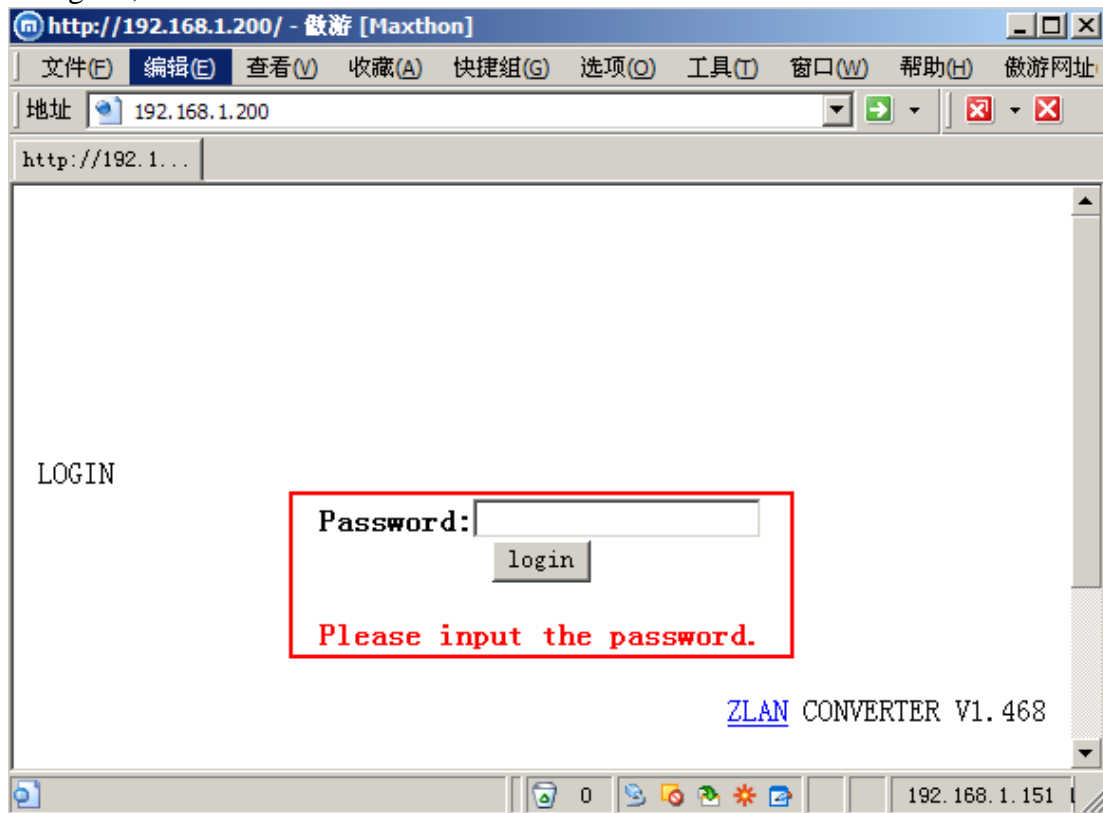 http://192.168.1.200/ - 傲游 [Maxthon]
文件(F) 编辑(E) 查看(V) 收藏(A) 快捷组(G) 选项(O) 工具(T) 窗口(W) 帮助(H) 傲游网址
地址 192.168.1.200
http://192.1...
LOGIN
Password:
login
Please input the password.
ZLAN CONVERTER V1.468
0 192.168.1.151